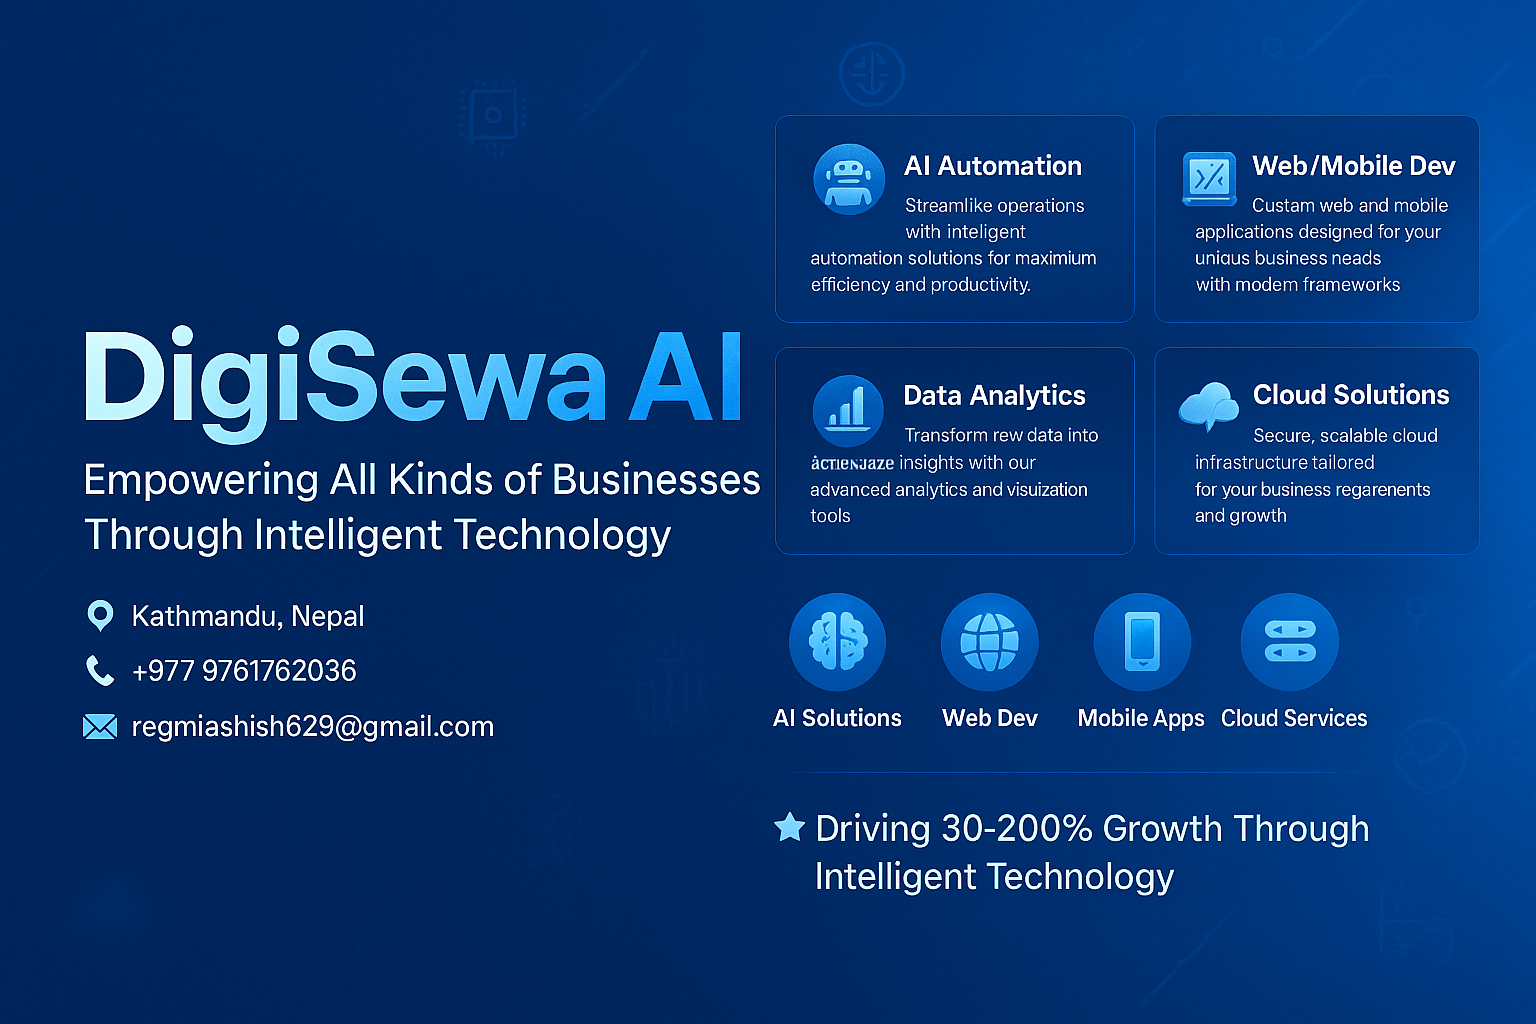 DigiSewa AI
Empowering All Kinds of Businesses
Through Intelligent Technology
Kathmandu, Nepal
+977 9761762036
regmiashish629@gmail.com
AI Automation
Streamlike operations
with inteligent
automation solutions for maximium
efficiency and productivity.
Web/Mobile Dev
Custam web and mobile
applications designed for your
uniqus business neads
with modem frameworks
Data Analytics
Transform rew data into
insights with our
advanced analytics and visuization
tools
Cloud Solutions
Secure, scalable cloud
infrastructure tailored
for your business regarenents
and growth
AI Solutions
Web Dev
Mobile Apps
Cloud Services
Driving 30-200% Growth Through
Intelligent Technology